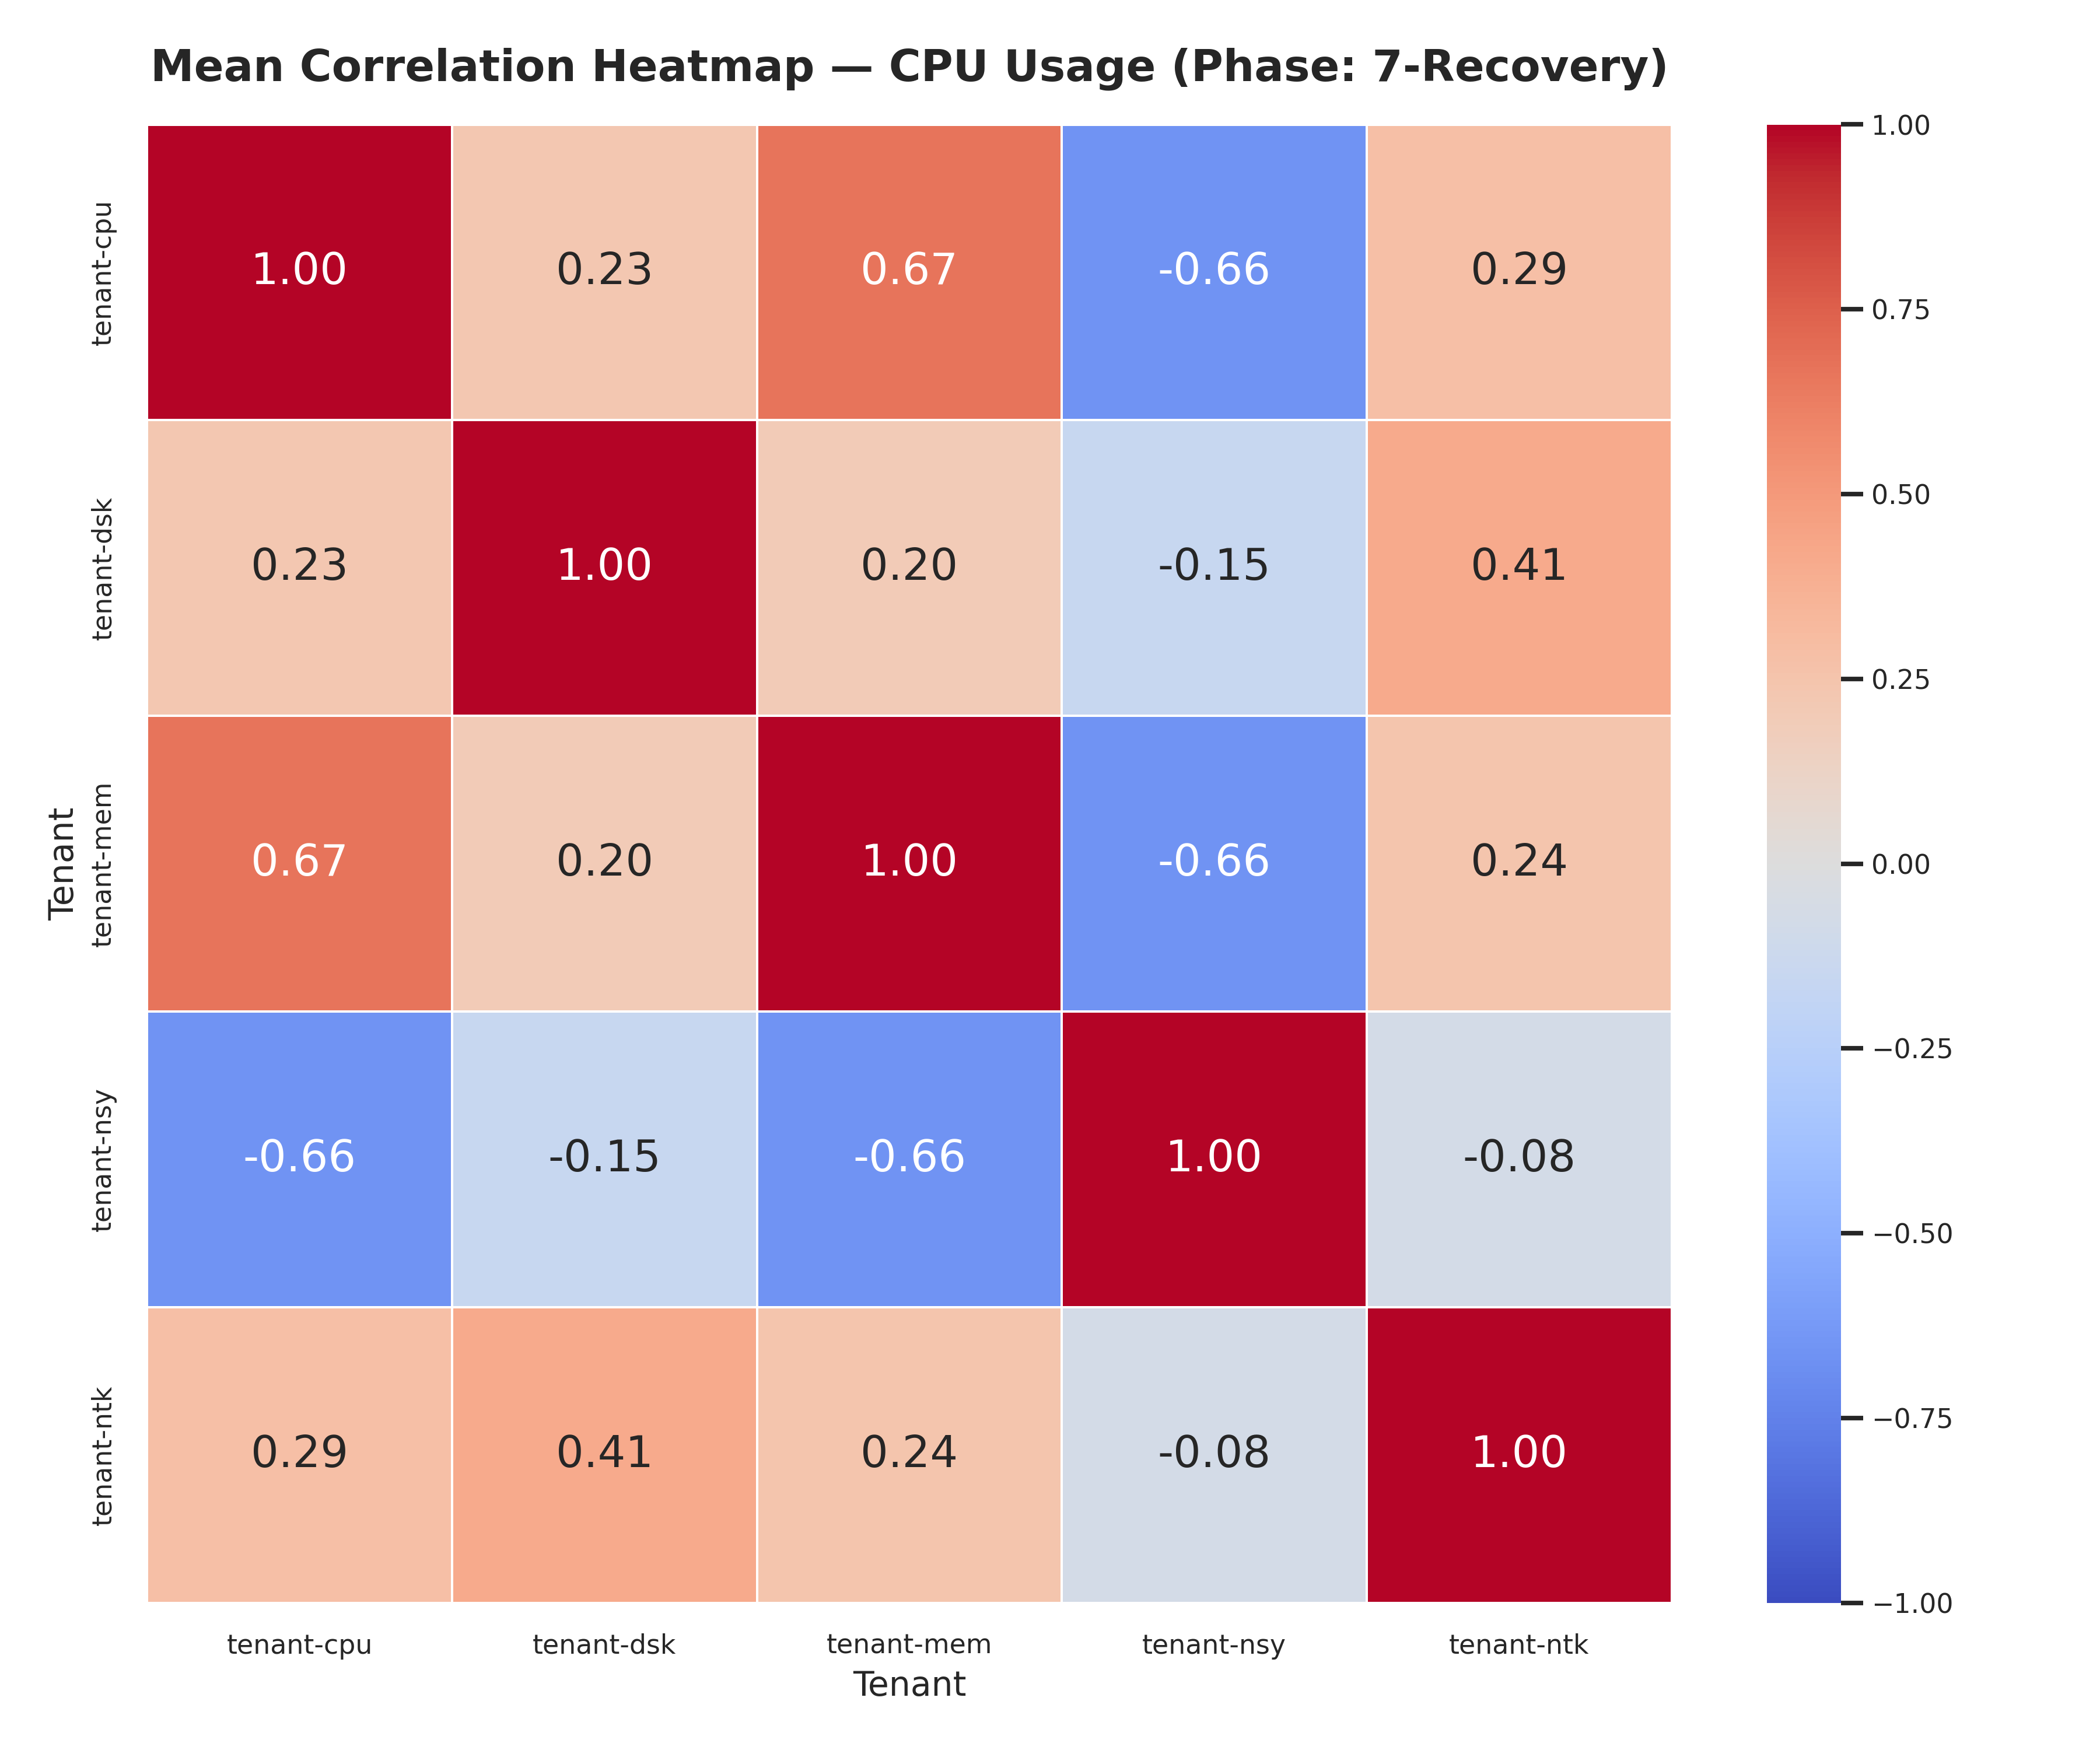 Mean Correlation Heatmap — CPU Usage (Phase: 7-Recovery)
Tenant
tenant-cpu 1.00 0.23 0.67 -0.66 0.29
tenant-dsk 0.23 1.00 0.20 -0.15 0.41
tenant-mem 0.67 0.20 1.00 -0.66 0.24
tenant-nsy -0.66 -0.15 -0.66 1.00 -0.08
tenant-ntk 0.29 0.41 0.24 -0.08 1.00
tenant-cpu tenant-dsk tenant-mem tenant-nsy tenant-ntk
Tenant
1.00
0.75
0.50
0.25
0.00
−0.25
−0.50
−0.75
−1.00